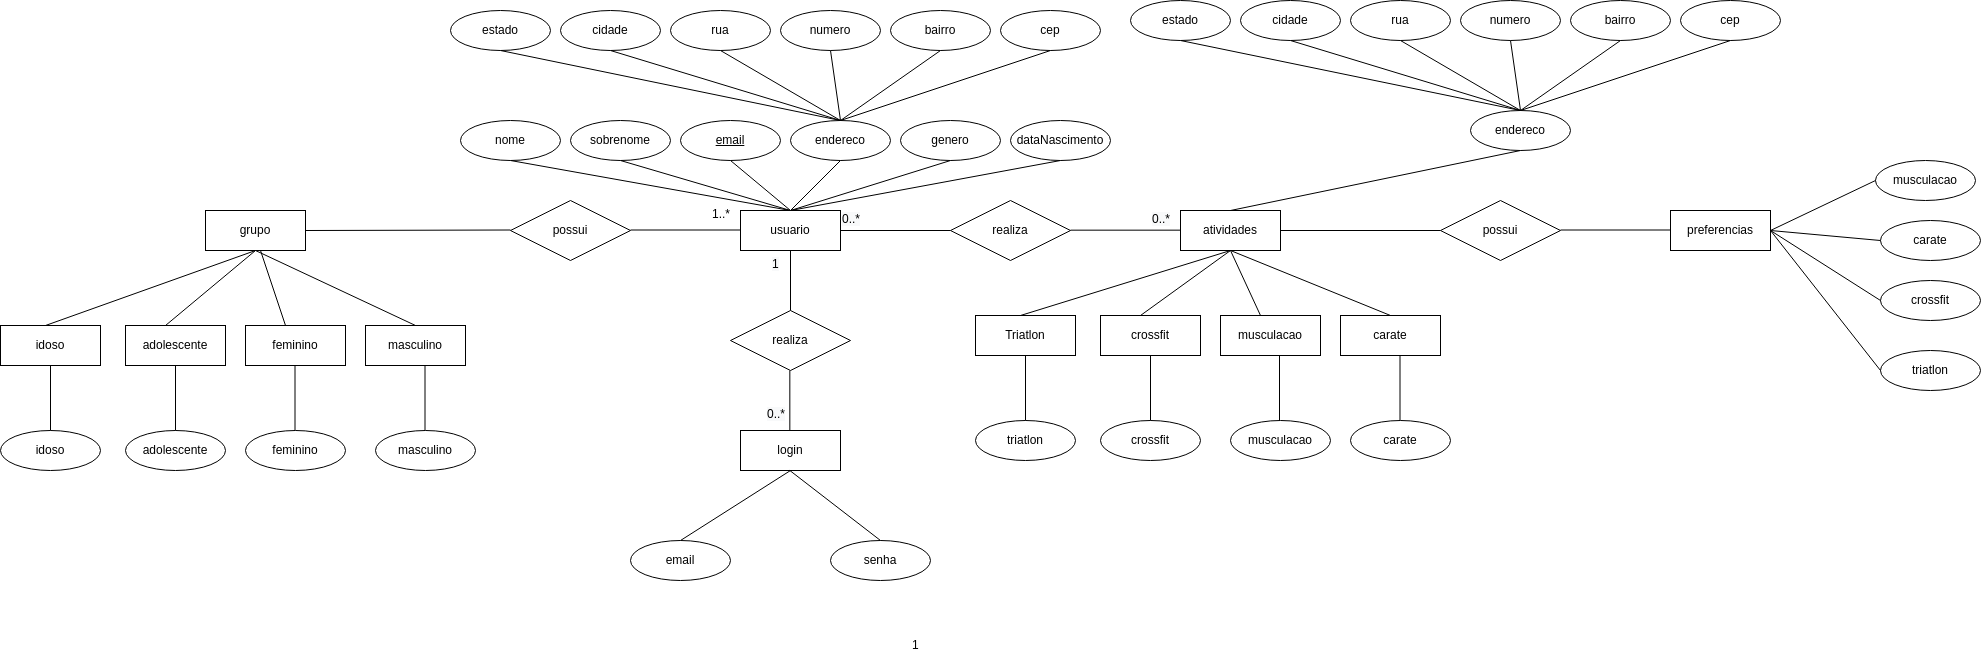 estado
cidade
rua
numero
bairro
cep
estado
cidade
rua
numero
bairro
cep
nome
sobrenome
email
endereco
genero
dataNascimento
endereco
musculacao
grupo
possui
1..*
usuario
0..*
realiza
0..*
atividades
possui
preferencias
carate
1
crossfit
idoso
adolescente
feminino
masculino
realiza
Triatlon
crossfit
musculacao
carate
triatlon
0..*
idoso
adolescente
feminino
masculino
login
triatlon
crossfit
musculacao
carate
email
senha
1